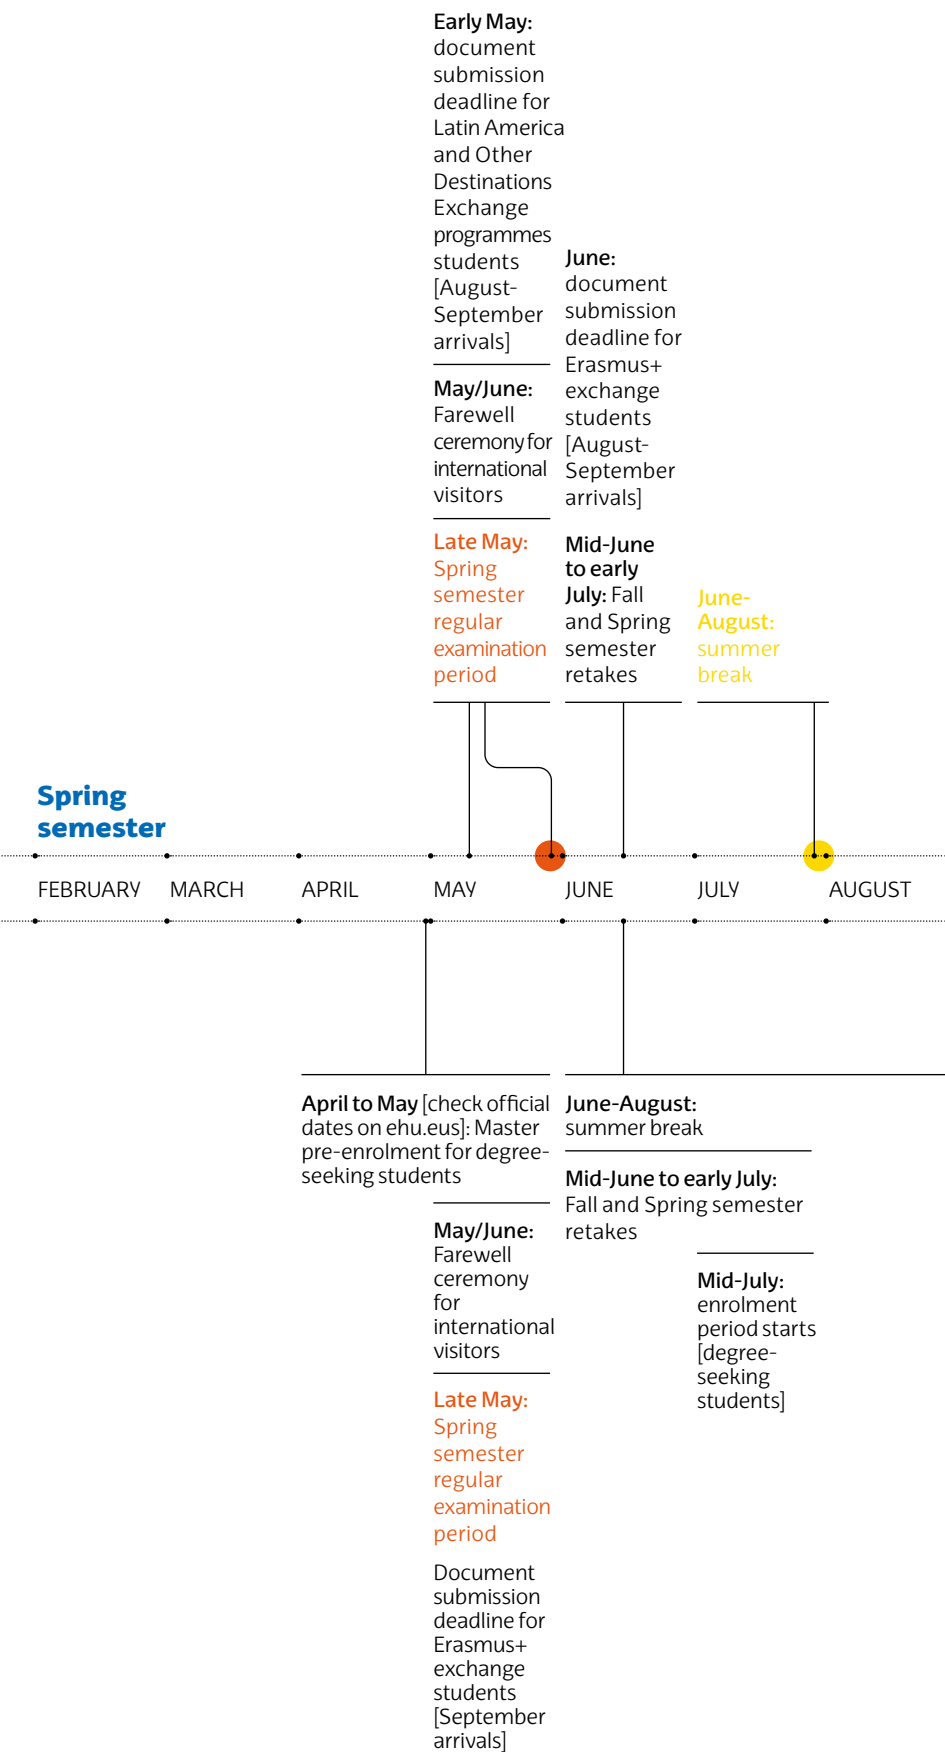 Early May:
document
submission
deadline for
Latin America
and Other
Destinations
Exchange
programmes
students
[August-
September
arrivals]
May/June:
Farewell
ceremony for
international
visitors
Late May:
Spring
semester
regular
examination
period
June:
document
submission
deadline for
Erasmus+
exchange
students
[August-
September
arrivals]
Mid-June
to early
July: Fall
and Spring
semester
retakes
June-
August:
summer
break
Spring
semester
FEBRUARY MARCH APRIL MAY JUNE JULY AUGUST
April to May [check official
dates on ehu.eus]: Master
pre-enrolment for degree-
seeking students
May/June:
Farewell
ceremony
for
international
visitors
Late May:
Spring
semester
regular
examination
period
Document
submission
deadline for
Erasmus+
exchange
students
[September
arrivals]
June-August:
summer break
Mid-June to early July:
Fall and Spring semester
retakes
Mid-July:
enrolment
period starts
[degree-
seeking
students]